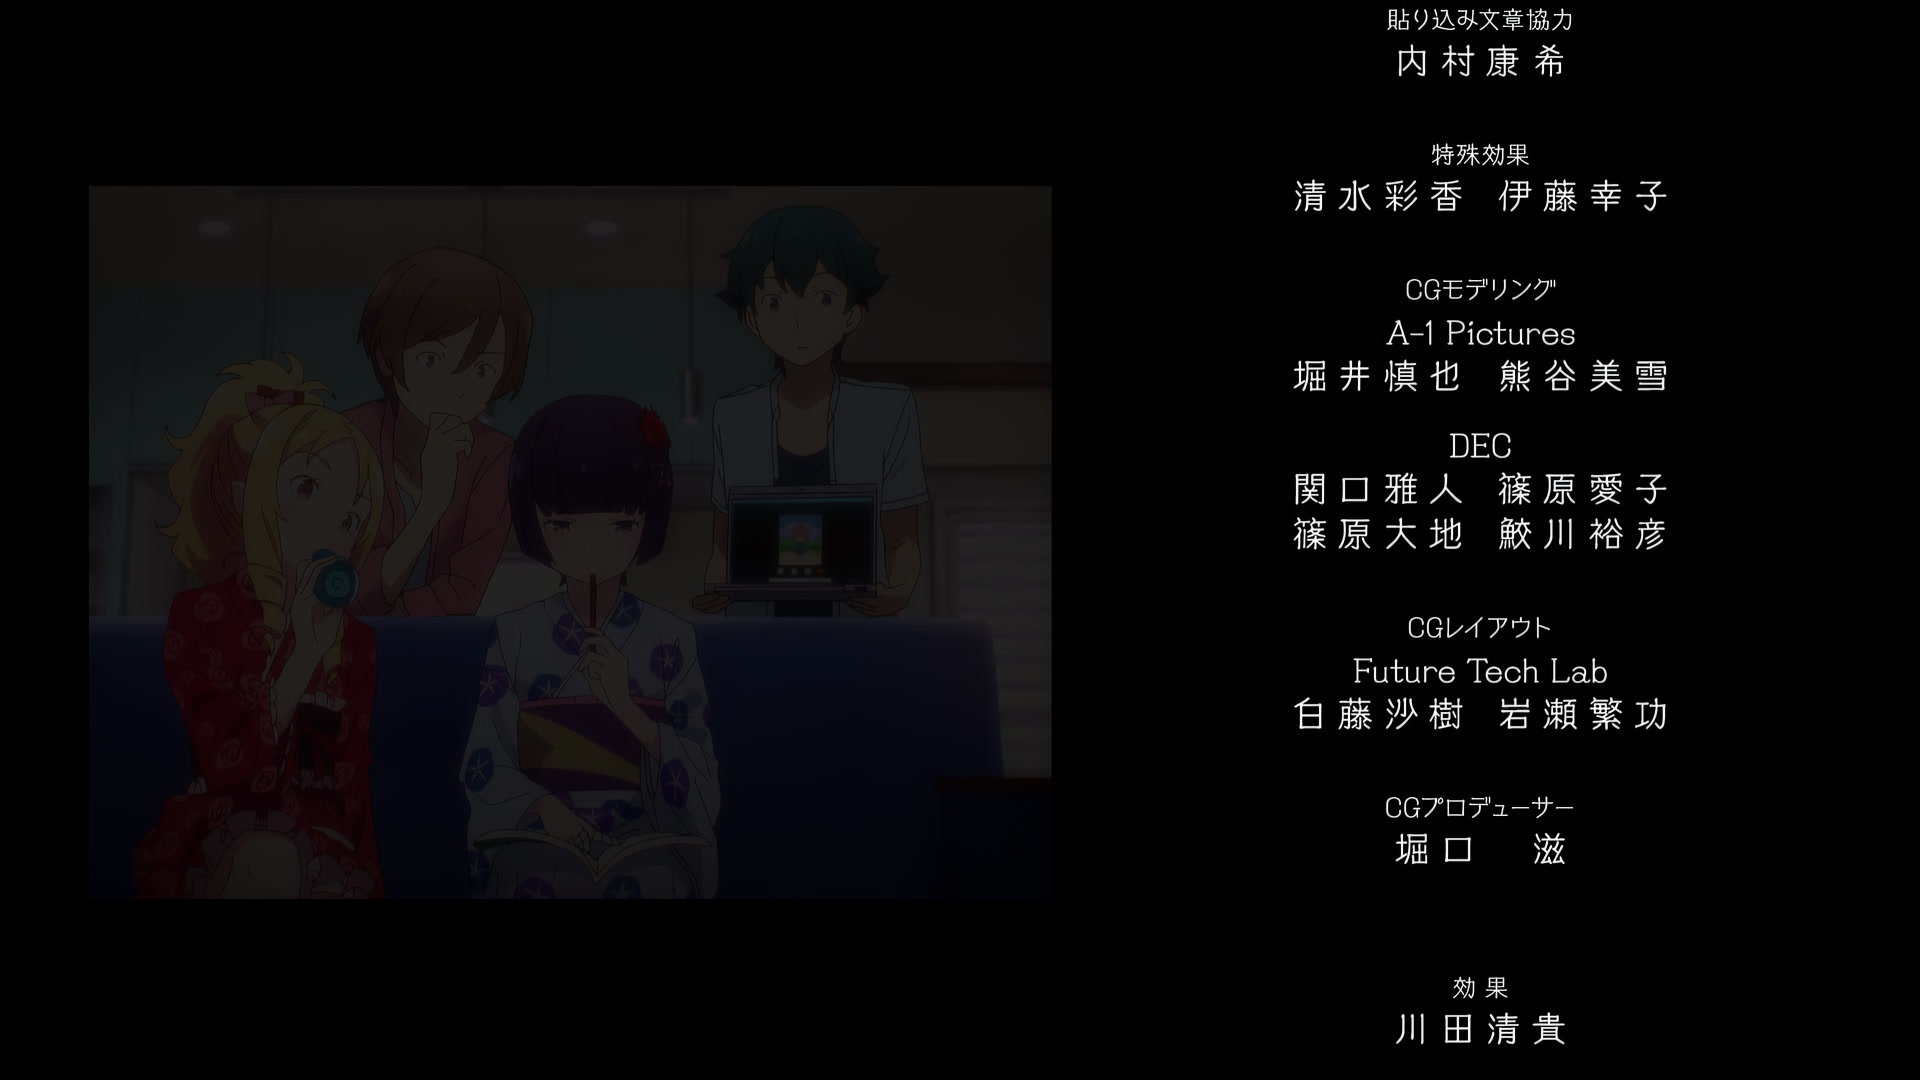 貼り込み文章協力
内村康希
特殊効果
清水彩香 伊藤幸子
CGモデリング
A-1 Pictures
堀井慎也 熊谷美雪
DEC
関口雅人 篠原愛子
篠原大地 鮫川裕彦
CGレイアウト
Future Tech Lab
白藤沙樹 岩瀬繁功
CGプロデューサー
堀口 滋
効果
川田清貴